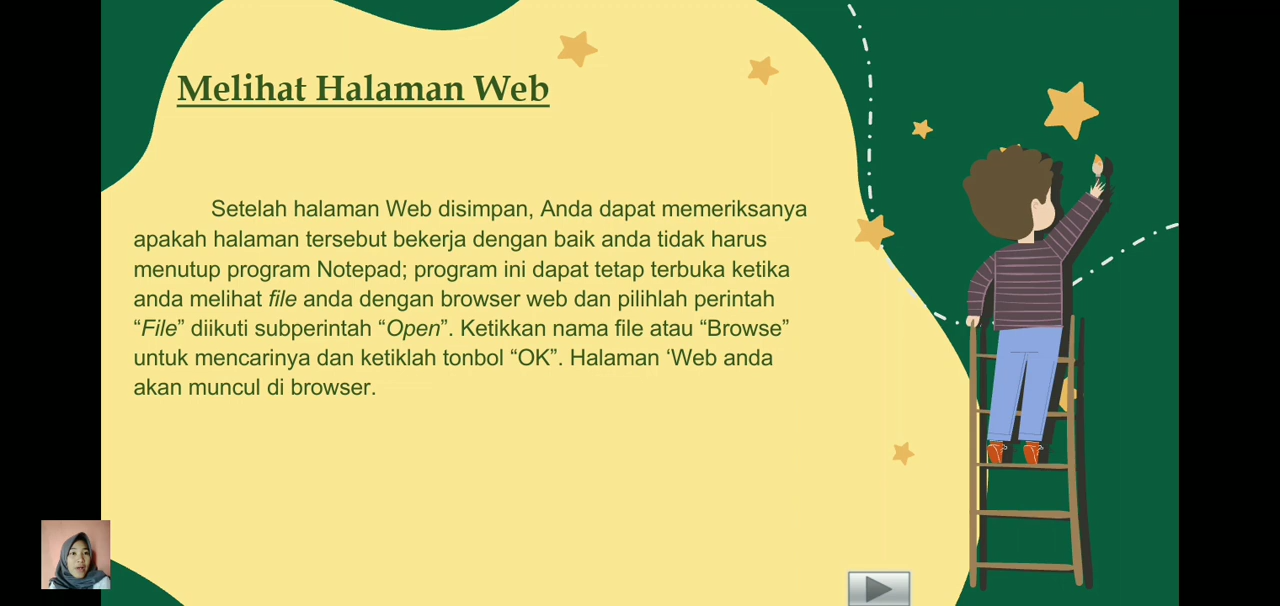 Melihat Halaman Web
Setelah halaman Web disimpan, Anda dapat memeriksanya
apakah halaman tersebut bekerja dengan baik anda tidak harus
menutup program Notepad; program ini dapat tetap terbuka ketika
anda melihat file anda dengan browser web dan pilihlah perintah
“File” diikuti subperintah “Open”. Ketikkan nama file atau “Browse”
untuk mencarinya dan ketiklah tonbol “OK”. Halaman ‘Web anda
akan muncul di browser.